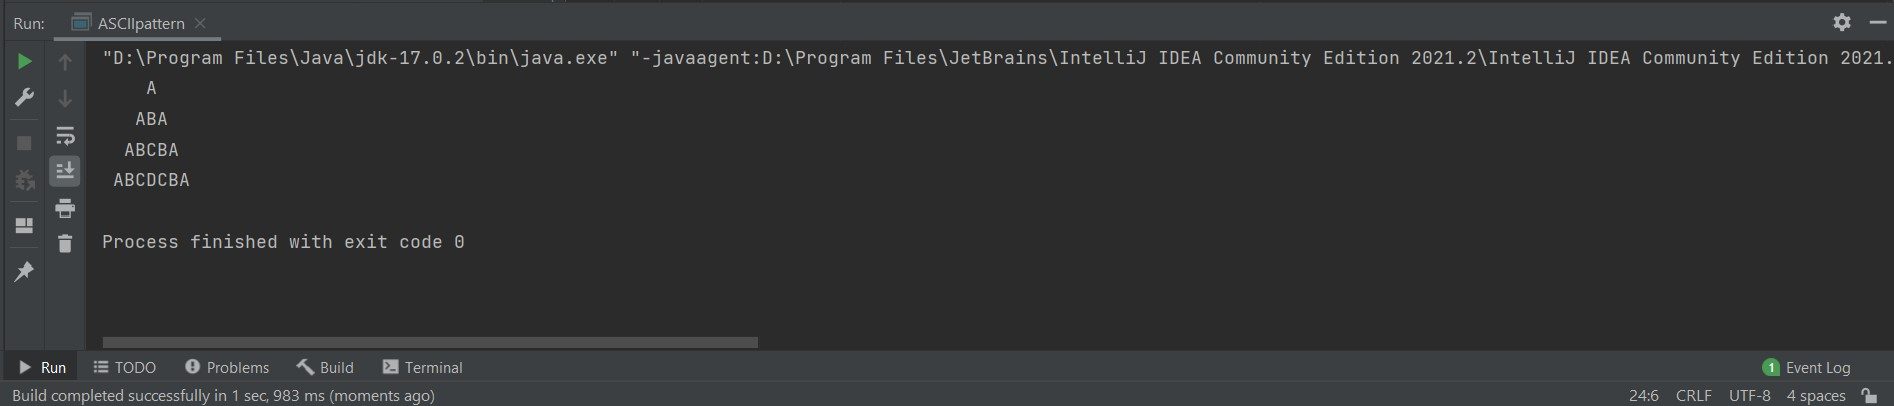 Run: ASCIIpattern
"D:\Program Files\Java\jdk-17.0.2\bin\java.exe" "-javaagent:D:\Program Files\JetBrains\IntelliJ IDEA Community Edition 2021.2\IntelliJ IDEA Community Edition 2021.
    A
   ABA
  ABCBA
 ABCDCBA
Process finished with exit code 0
Run TODO Problems Build Terminal 1 Event Log
Build completed successfully in 1 sec, 983 ms (moments ago) 24:6 CRLF UTF-8 4 spaces